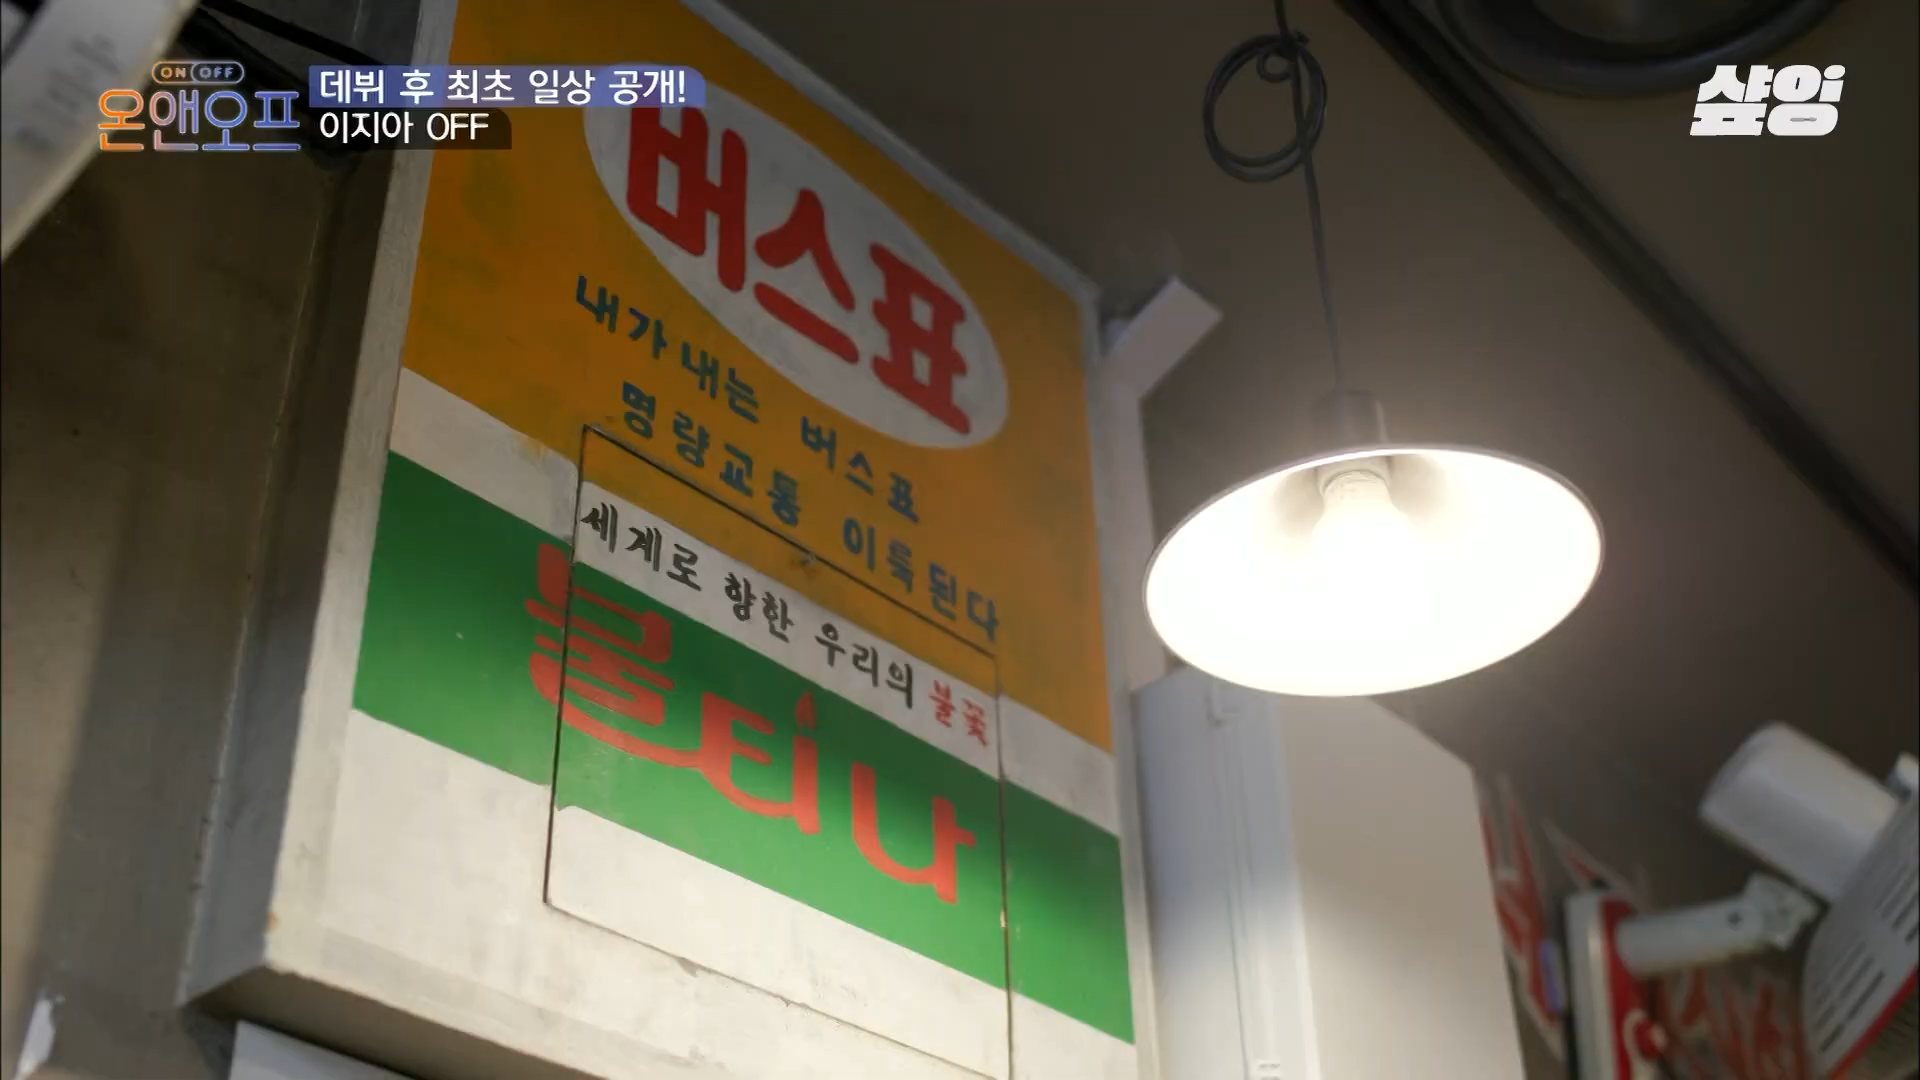 ON OFF
온앤오프
데뷔 후 최초 일상 공개!
이지아 OFF
샾잉
버스표
내가 내는 버스표
명랑교통 이룩된다
세계로 향한 우리의 불꽃
불티나